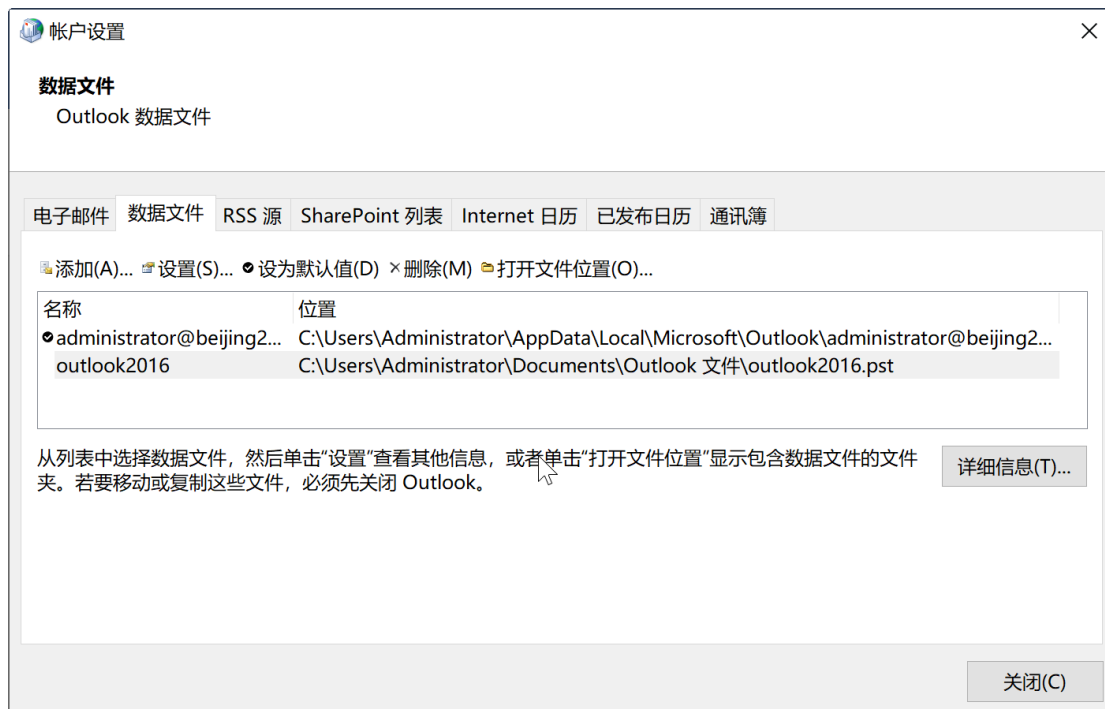 帐户设置
数据文件
Outlook 数据文件
电子邮件 数据文件 RSS 源 SharePoint 列表 Internet 日历 已发布日历 通讯簿
添加(A)... 设置(S)... 设为默认值(D) 删除(M) 打开文件位置(O)...
名称 位置
administrator@beijing2... C:\Users\Administrator\AppData\Local\Microsoft\Outlook\administrator@beijing2...
outlook2016 C:\Users\Administrator\Documents\Outlook 文件\outlook2016.pst
从列表中选择数据文件，然后单击“设置”查看其他信息，或者单击“打开文件位置”显示包含数据文件的文件
夹。若要移动或复制这些文件，必须先关闭 Outlook。
详细信息(T)...
关闭(C)